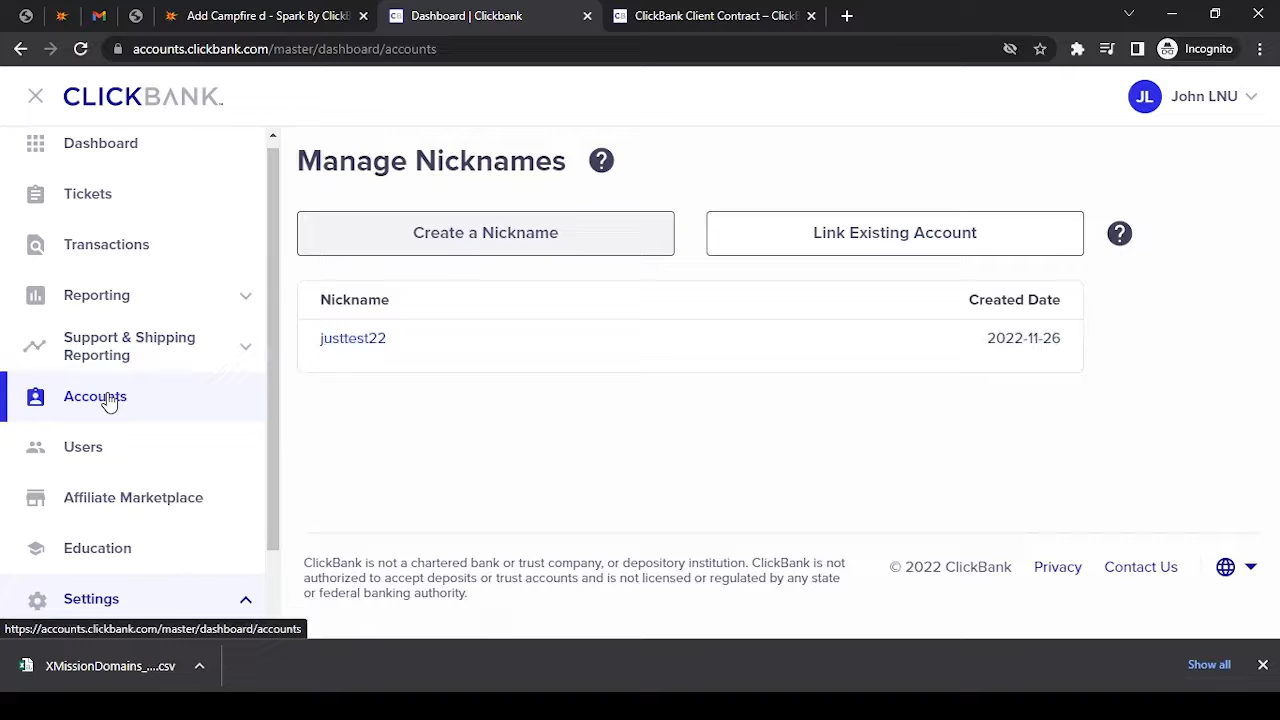 Add Campfire d - Spark By ClickB
Dashboard | Clickbank
ClickBank Client Contract – ClickB
accounts.clickbank.com/master/dashboard/accounts
Incognito
CLICKBANK
JL
John LNU
Dashboard
Tickets
Transactions
Reporting
Support & Shipping
Reporting
Accounts
Users
Affiliate Marketplace
Education
Settings
Manage Nicknames
?
Create a Nickname
Link Existing Account
?
Nickname
Created Date
justtest22
2022-11-26
ClickBank is not a chartered bank or trust company, or depository institution. ClickBank is not
authorized to accept deposits or trust accounts and is not licensed or regulated by any state
or federal banking authority.
© 2022 ClickBank
Privacy
Contact Us
https://accounts.clickbank.com/master/dashboard/accounts
XMissionDomains_....csv
Show all